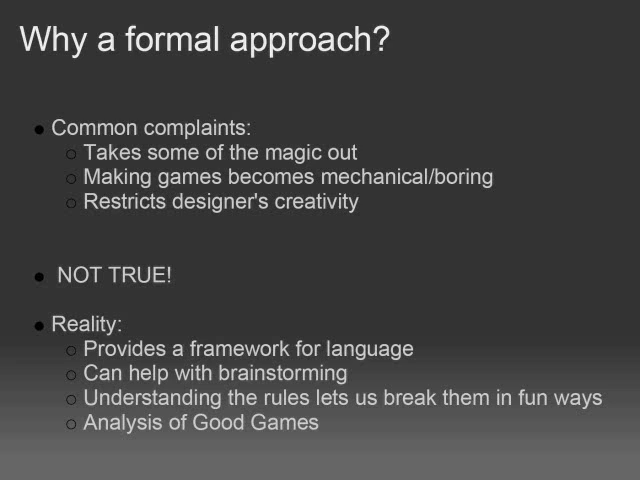 Why a formal approach?
● Common complaints:
○ Takes some of the magic out
○ Making games becomes mechanical/boring
○ Restricts designer's creativity
● NOT TRUE!
● Reality:
○ Provides a framework for language
○ Can help with brainstorming
○ Understanding the rules lets us break them in fun ways
○ Analysis of Good Games